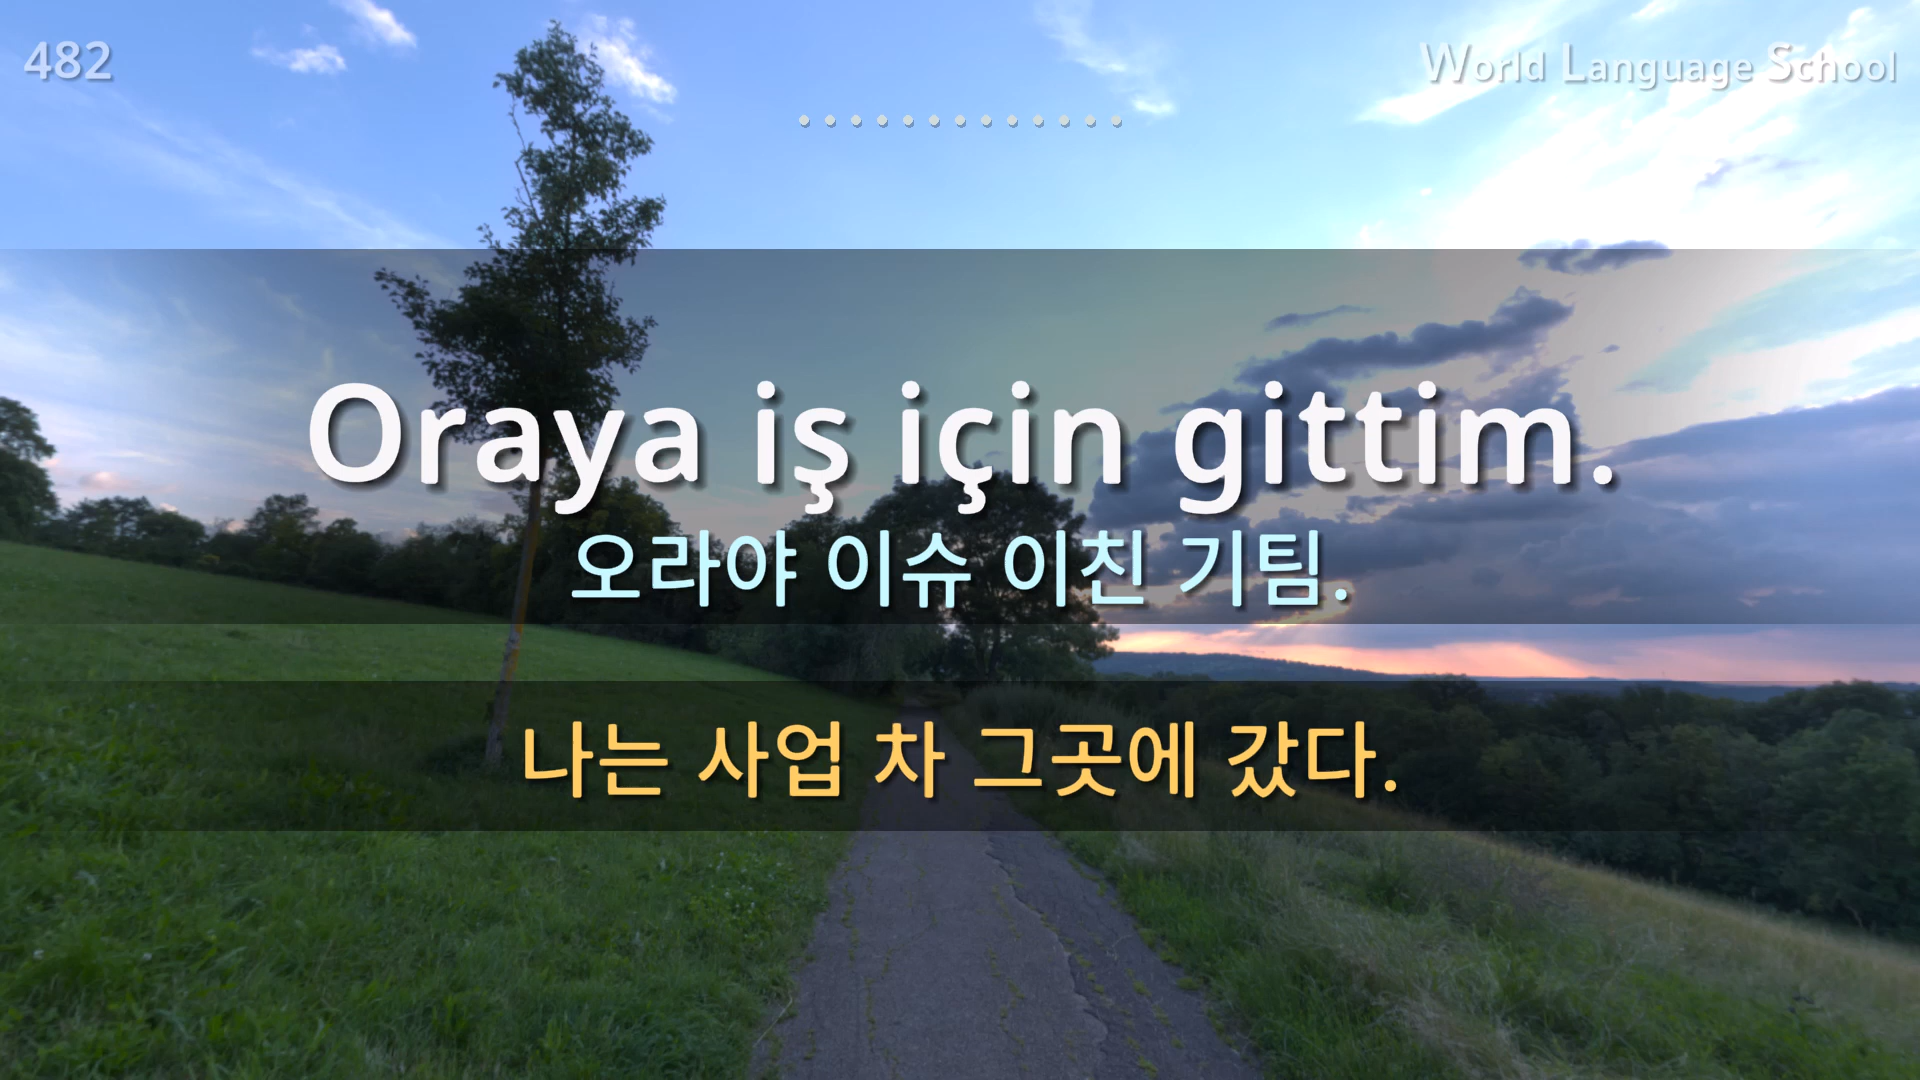 482
World Language School
. . . . . . . . . . . . .
Oraya iş için gittim.
오라야 이슈 이친 기팀.
나는 사업 차 그곳에 갔다.